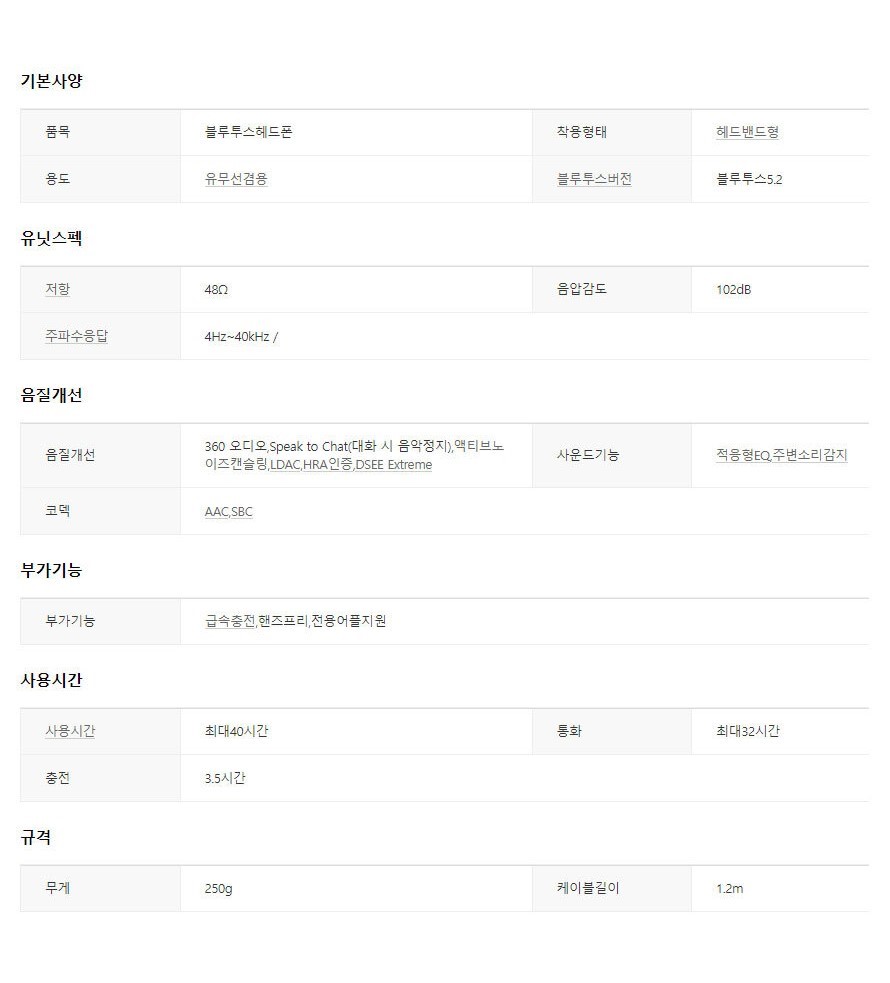 기본사양
품목 블루투스헤드폰 착용형태 헤드밴드형
용도 유무선겸용 블루투스버전 블루투스5.2
유닛스펙
저항 48Ω 음압감도 102dB
주파수응답 4Hz~40kHz /
음질개선
음질개선 360 오디오,Speak to Chat(대화 시 음악정지),액티브노
이즈캔슬링,LDAC,HRA인증,DSEE Extreme 사운드기능 적응형EQ,주변소리감지
코덱 AAC,SBC
부가기능
부가기능 급속충전,핸즈프리,전용어플지원
사용시간
사용시간 최대40시간 통화 최대32시간
충전 3.5시간
규격
무게 250g 케이블길이 1.2m